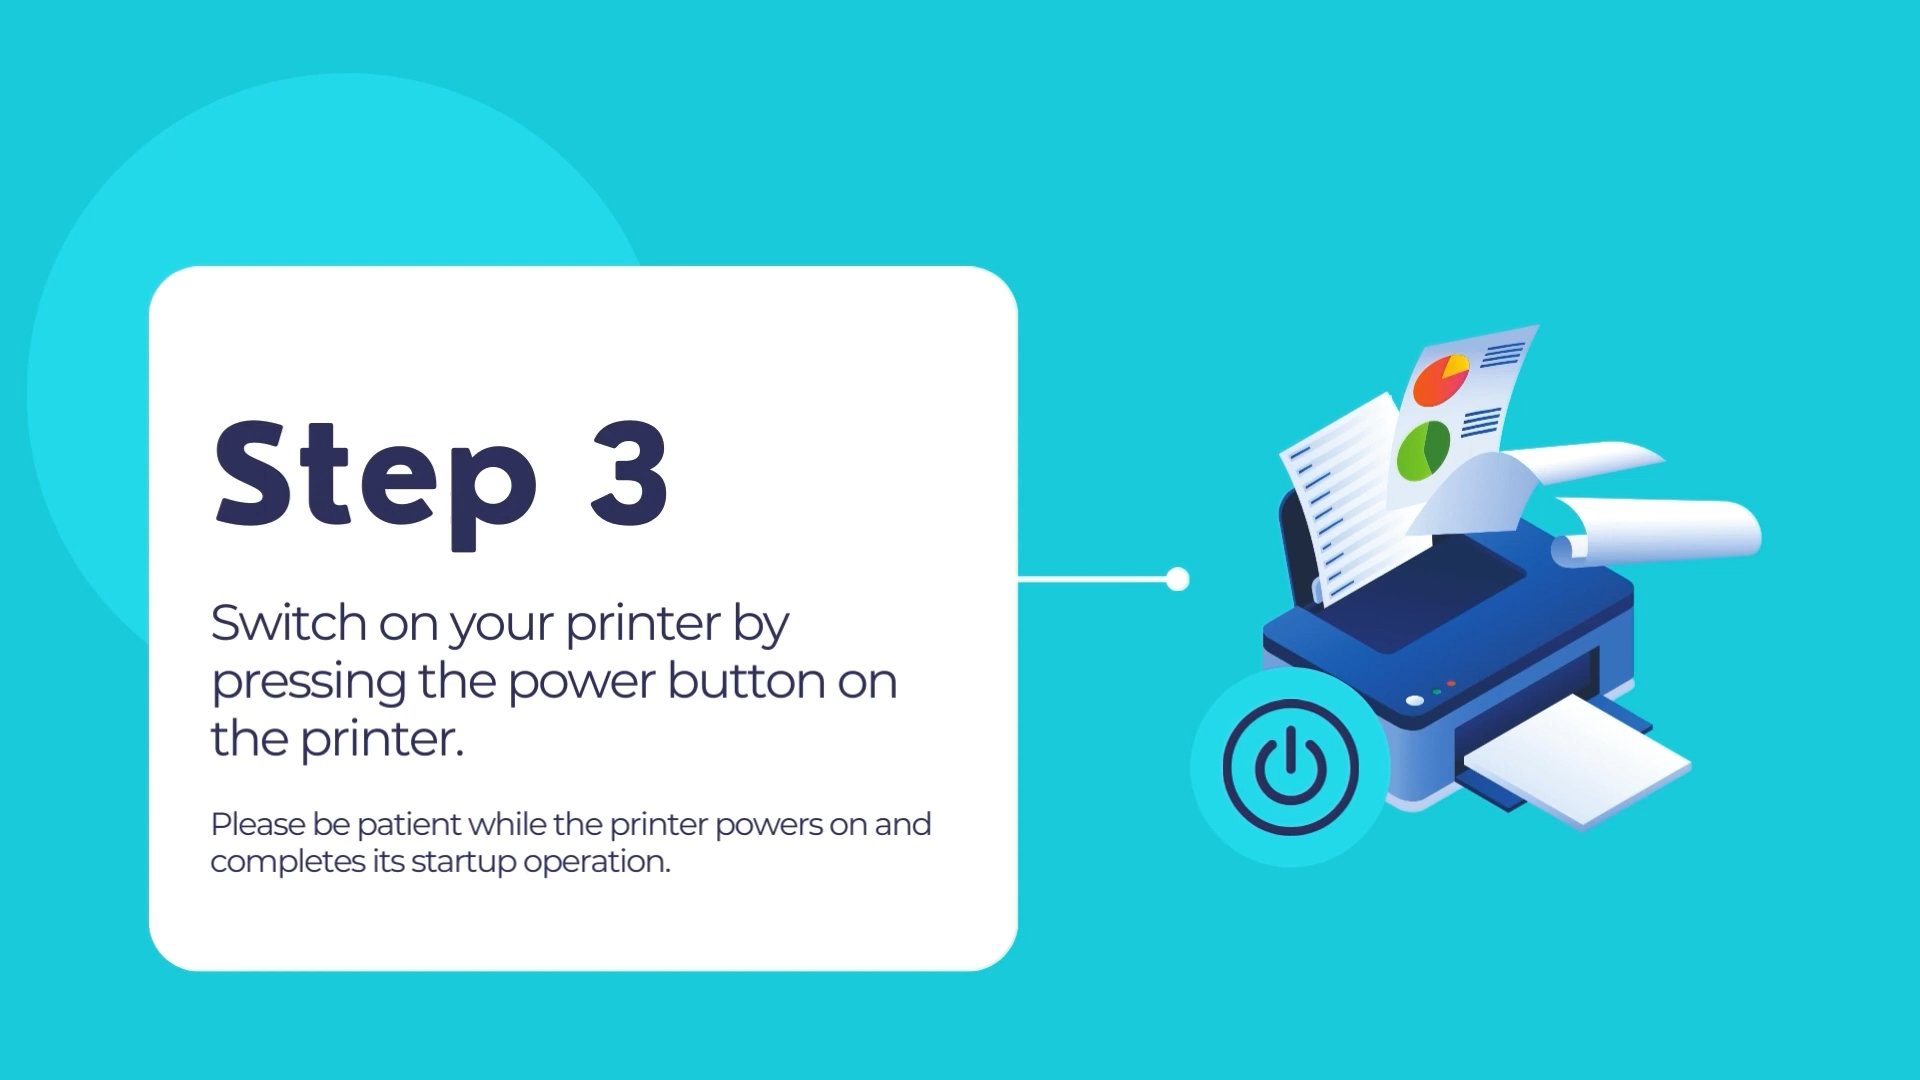 Step 3
Switch on your printer by
pressing the power button on
the printer.
Please be patient while the printer powers on and
completes its startup operation.